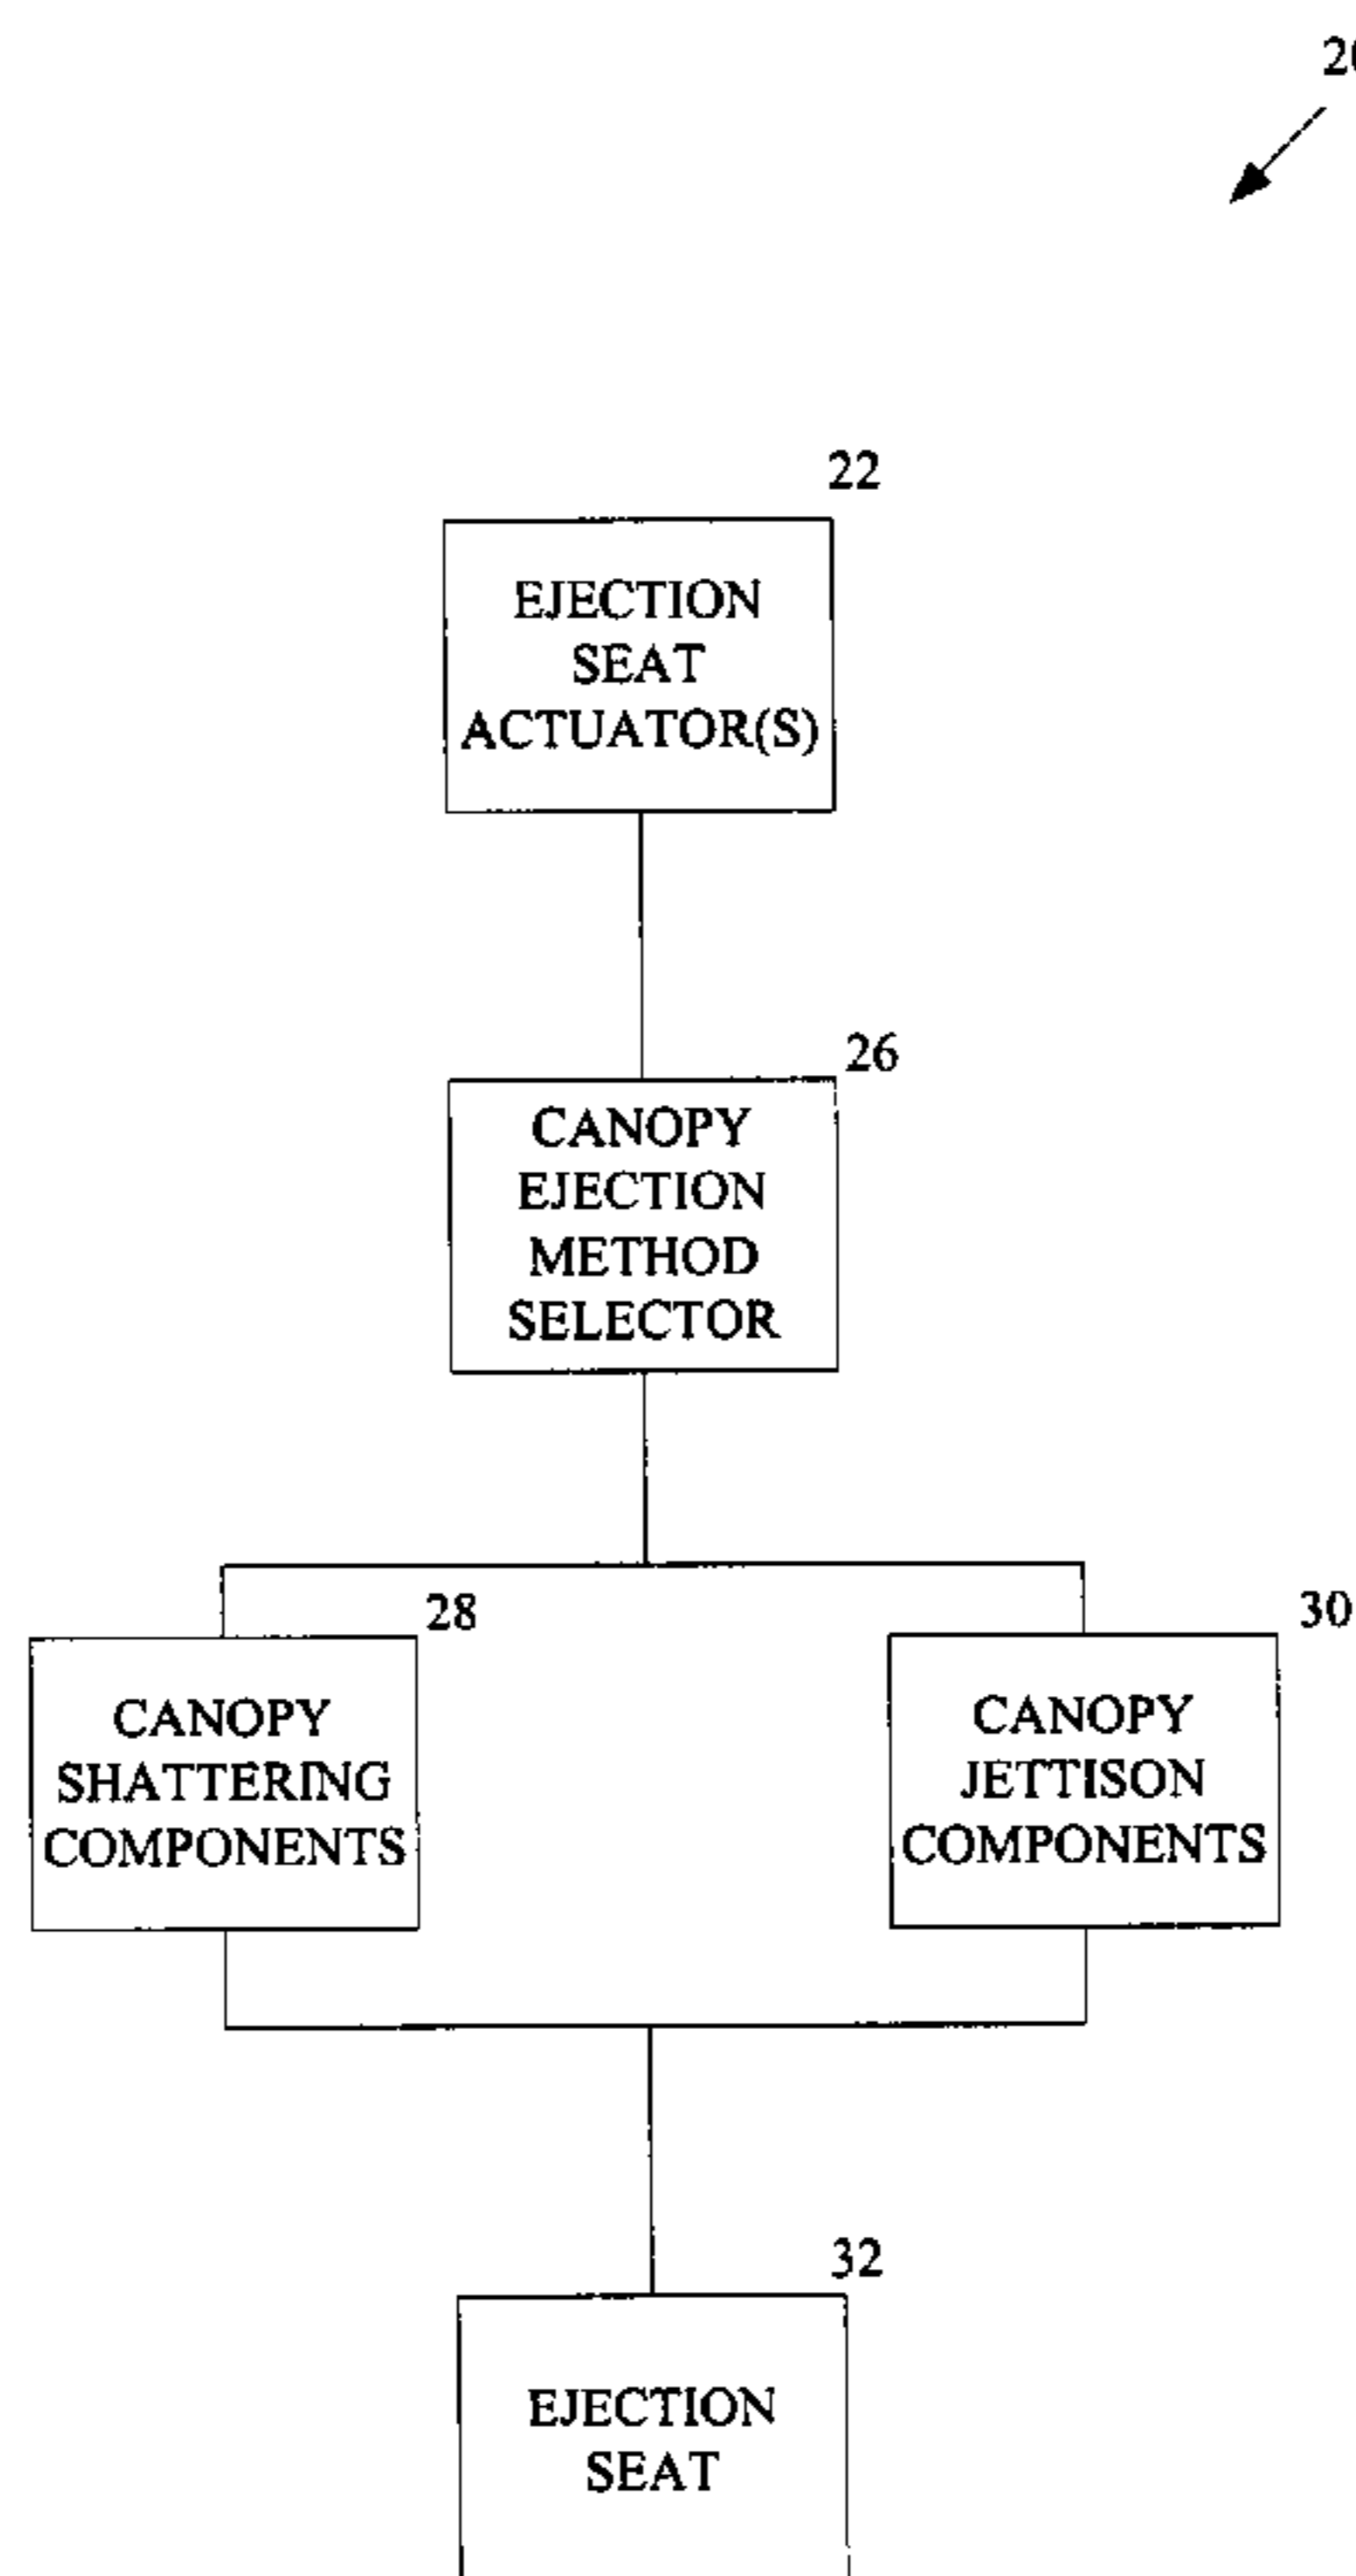 22
EJECTION
SEAT
ACTUATOR(S)
26
CANOPY
EJECTION
METHOD
SELECTOR
28
CANOPY
SHATTERING
COMPONENTS
30
CANOPY
JETTISON
COMPONENTS
32
EJECTION
SEAT